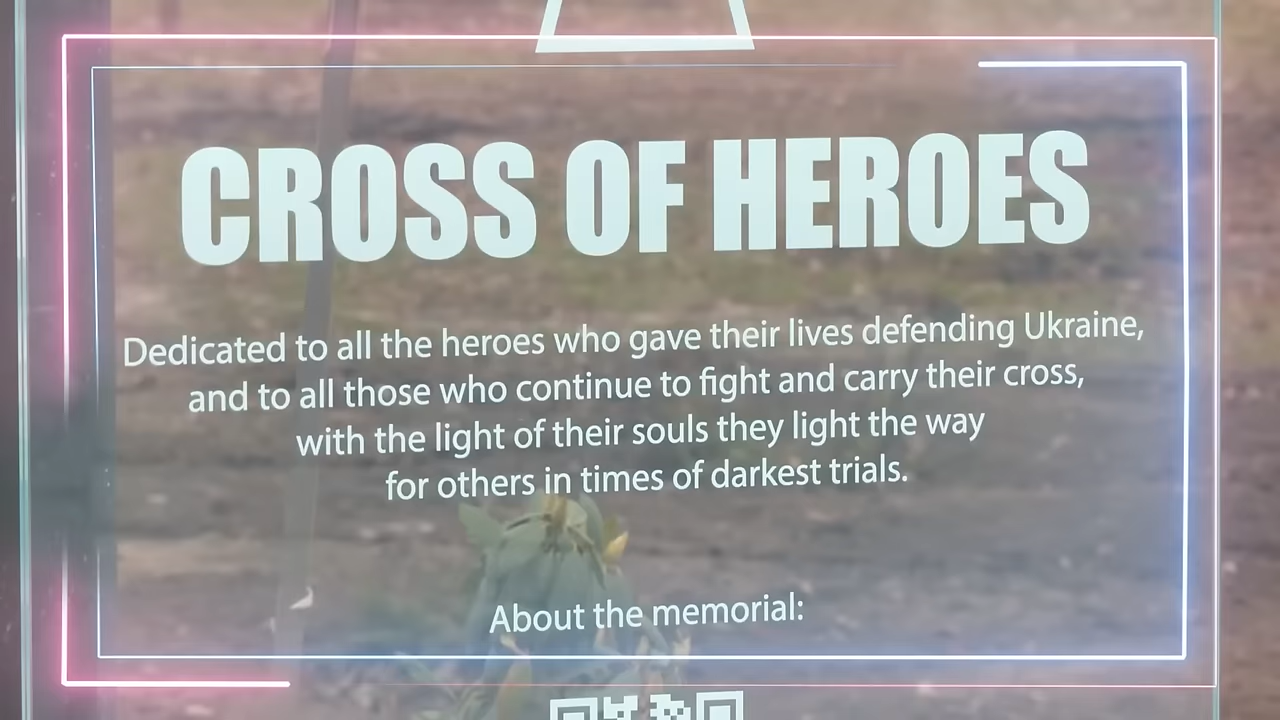 CROSS OF HEROES
Dedicated to all the heroes who gave their lives defending Ukraine,
and to all those who continue to fight and carry their cross,
with the light of their souls they light the way
for others in times of darkest trials.
About the memorial: